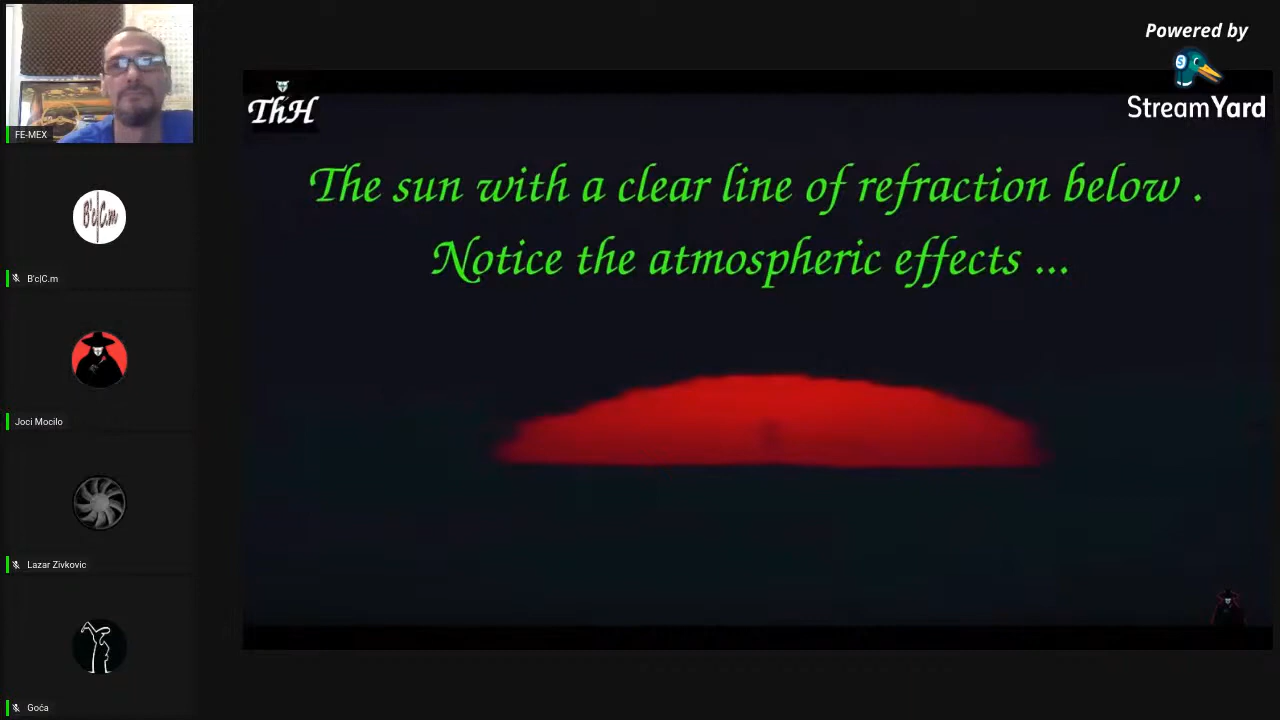 Powered by
StreamYard
ThH
The sun with a clear line of refraction below .
Notice the atmospheric effects ...
FE-MEX
B'c|C.m
B'c|C.m
Joci Mocilo
Lazar Zivkovic
Goća